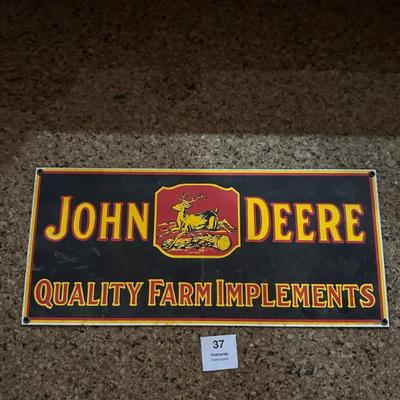 JOHN DEERE
QUALITY FARM IMPLEMENTS
37